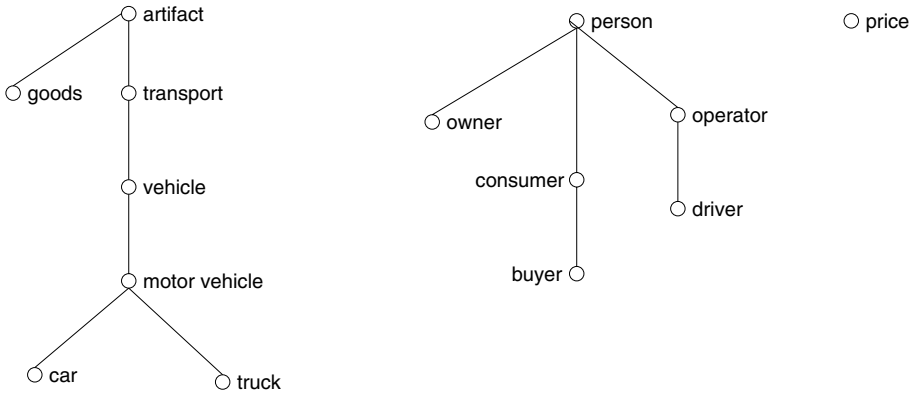 artifact
person
price
goods
transport
owner
operator
vehicle
consumer
driver
motor vehicle
buyer
car
truck